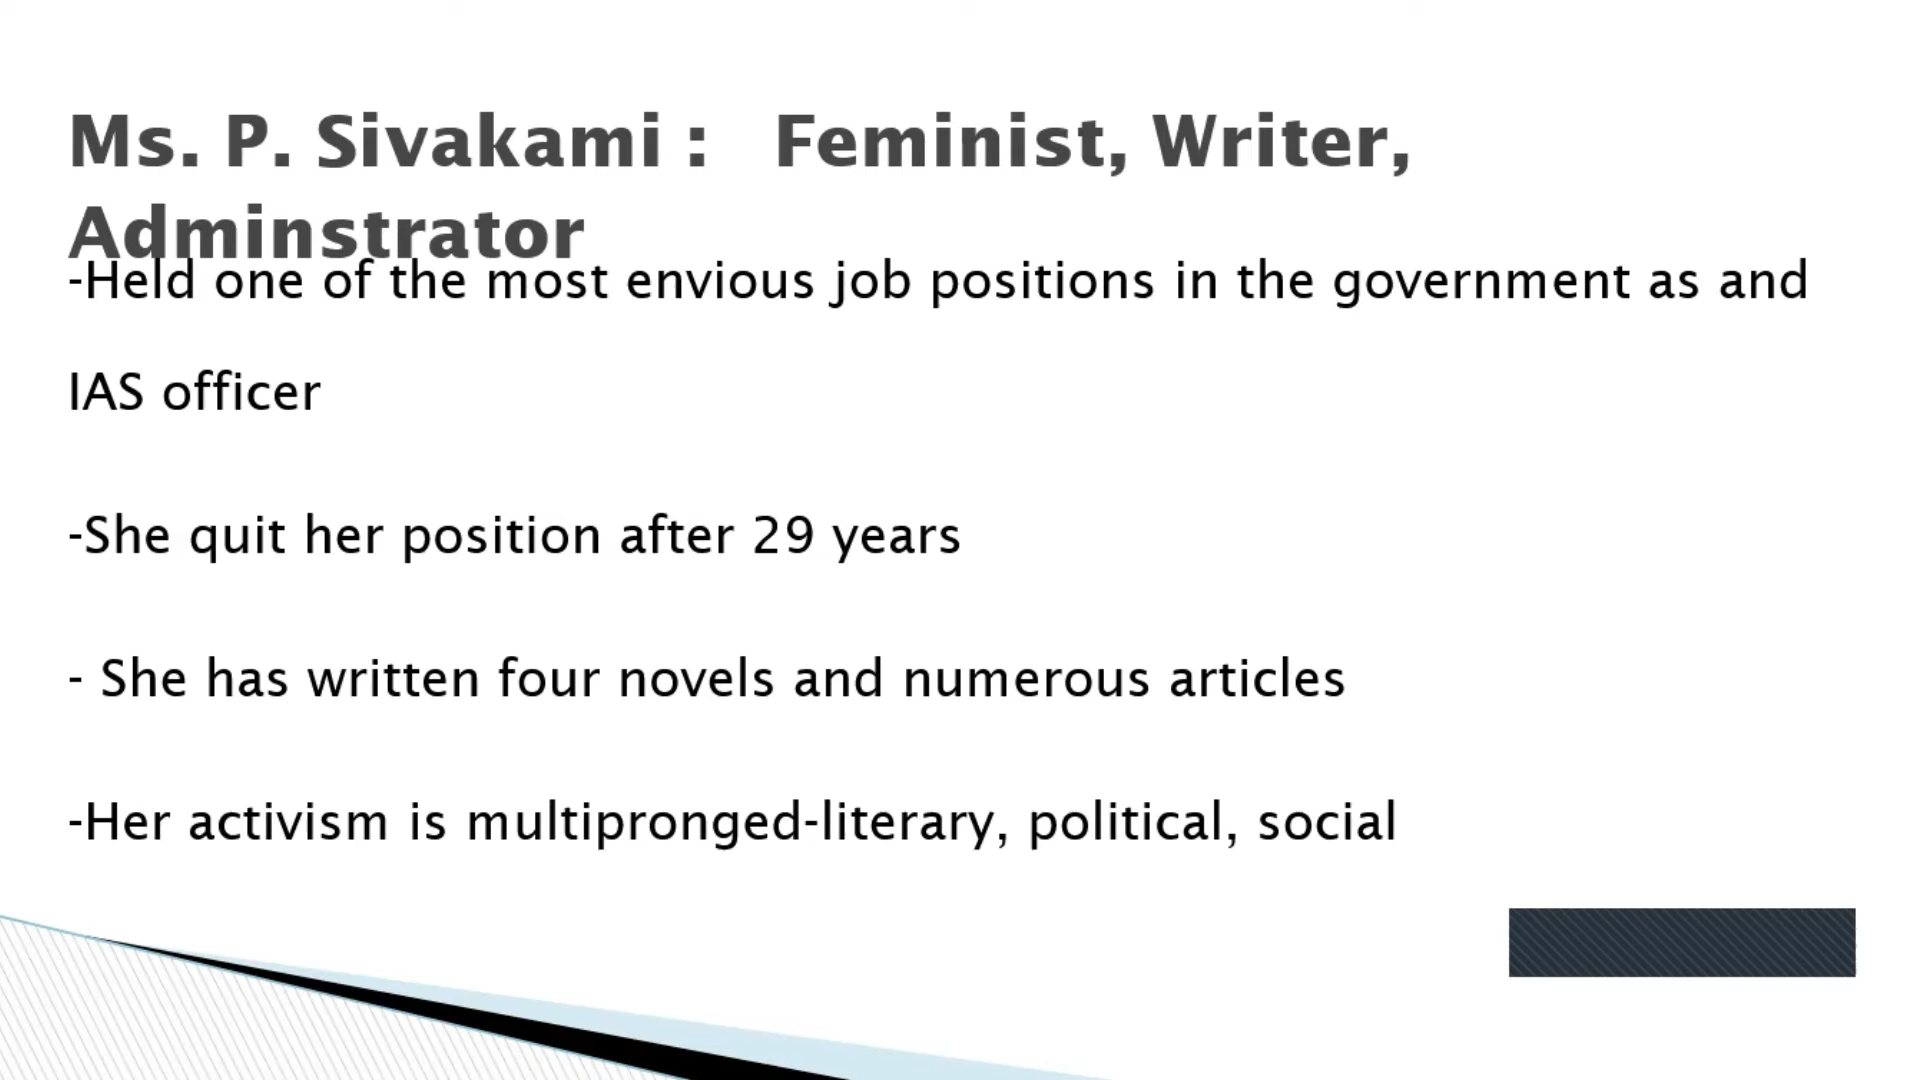 Ms. P. Sivakami : Feminist, Writer,
Adminstrator
-Held one of the most envious job positions in the government as and
IAS officer
-She quit her position after 29 years
- She has written four novels and numerous articles
-Her activism is multipronged-literary, political, social